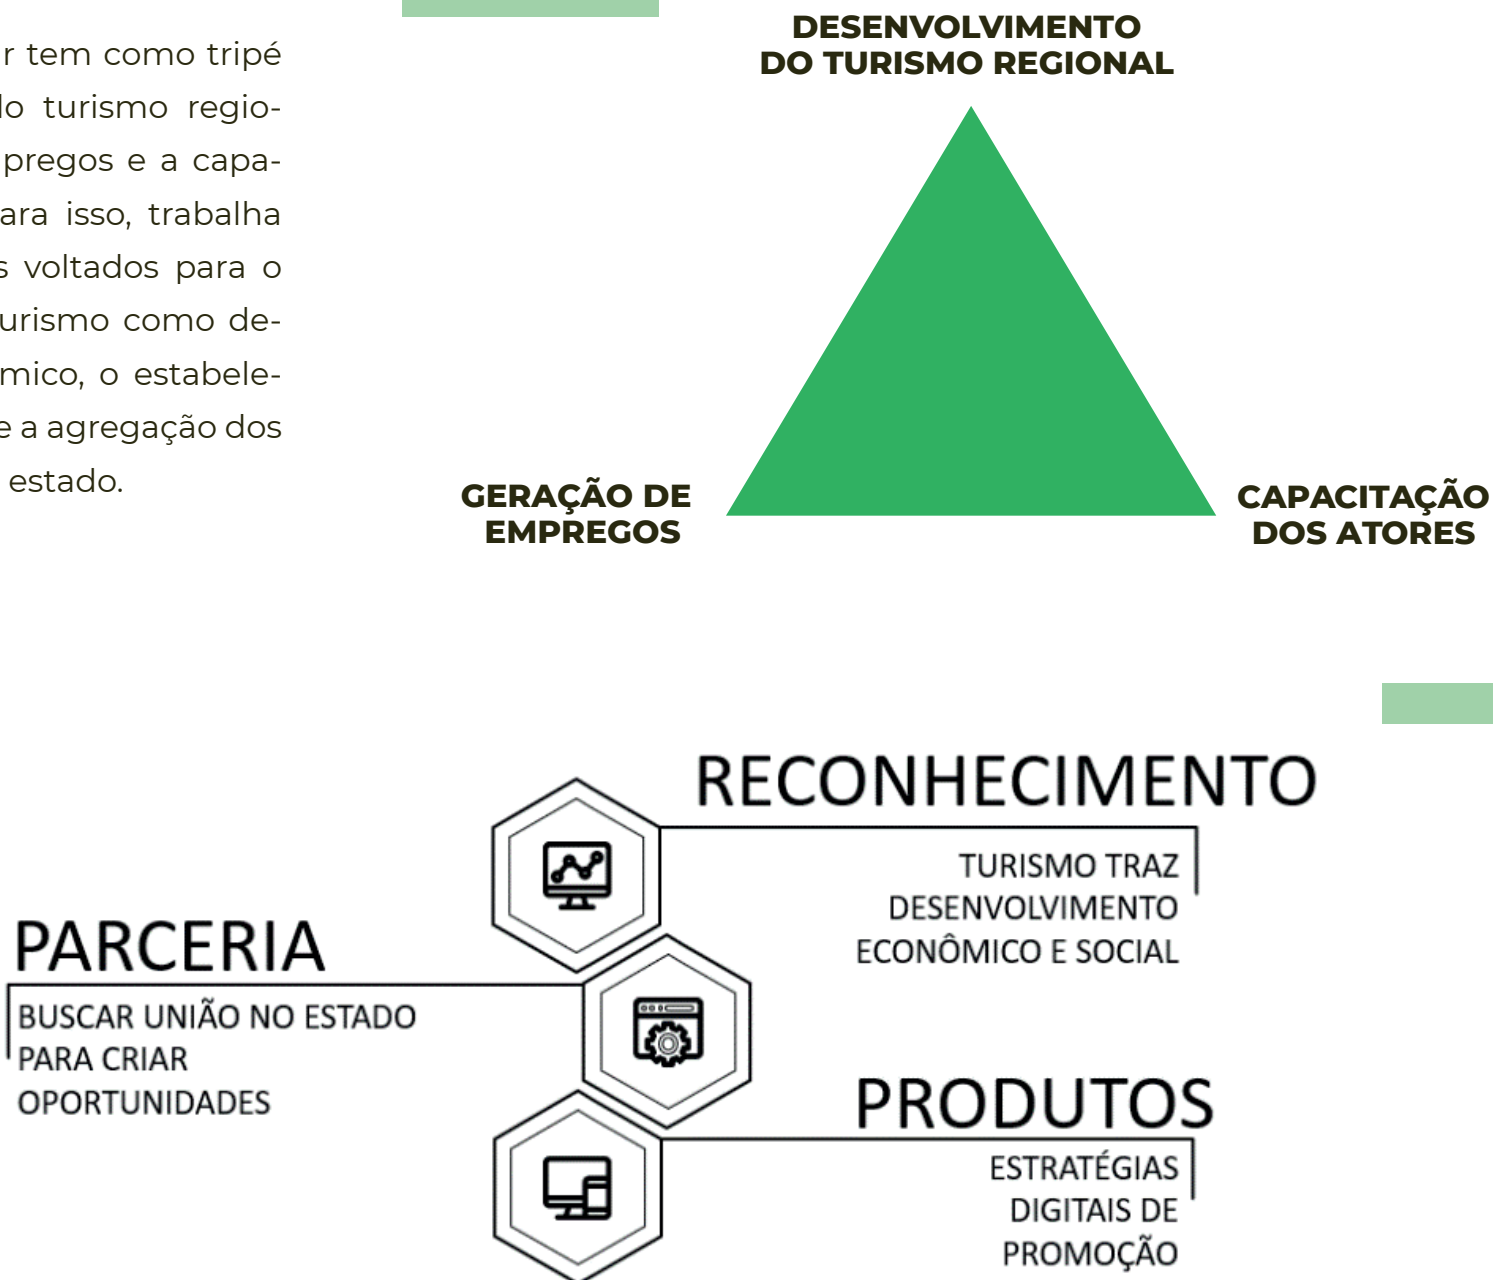 r tem como tripé
lo turismo regio-
pregos e a capa-
ara isso, trabalha
s voltados para o
urismo como de-
mico, o estabele-
e a agregação dos
estado.
DESENVOLVIMENTO
DO TURISMO REGIONAL
GERAÇÃO DE
EMPREGOS
CAPACITAÇÃO
DOS ATORES
RECONHECIMENTO
TURISMO TRAZ
DESENVOLVIMENTO
ECONÔMICO E SOCIAL
PARCERIA
BUSCAR UNIÃO NO ESTADO
PARA CRIAR
OPORTUNIDADES
PRODUTOS
ESTRATÉGIAS
DIGITAIS DE
PROMOÇÃO